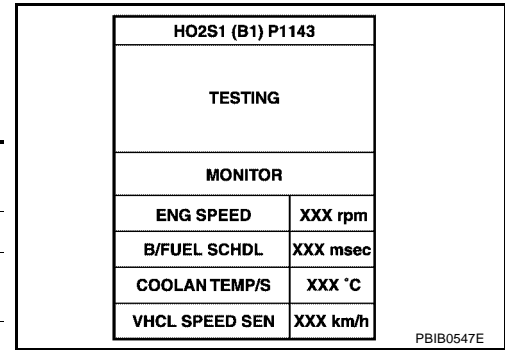 HO2S1 (B1) P1143
TESTING
MONITOR
ENG SPEED XXX rpm
B/FUEL SCHDL XXX msec
COOLAN TEMP/S XXX °C
VHCL SPEED SEN XXX km/h
PBIB0547E